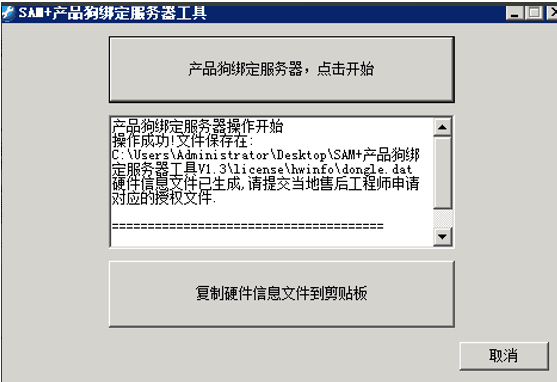 SAM+产品狗绑定服务器工具
产品狗绑定服务器，点击开始
产品狗绑定服务器操作开始
操作成功!文件保存在:
C:\Users\Administrator\Desktop\SAM+产品狗绑
定服务器工具V1.3\license\hwinfo\dongle.dat
硬件信息文件已生成,请提交当地售后工程师申请
对应的授权文件.
======================================
复制硬件信息文件到剪贴板
取消